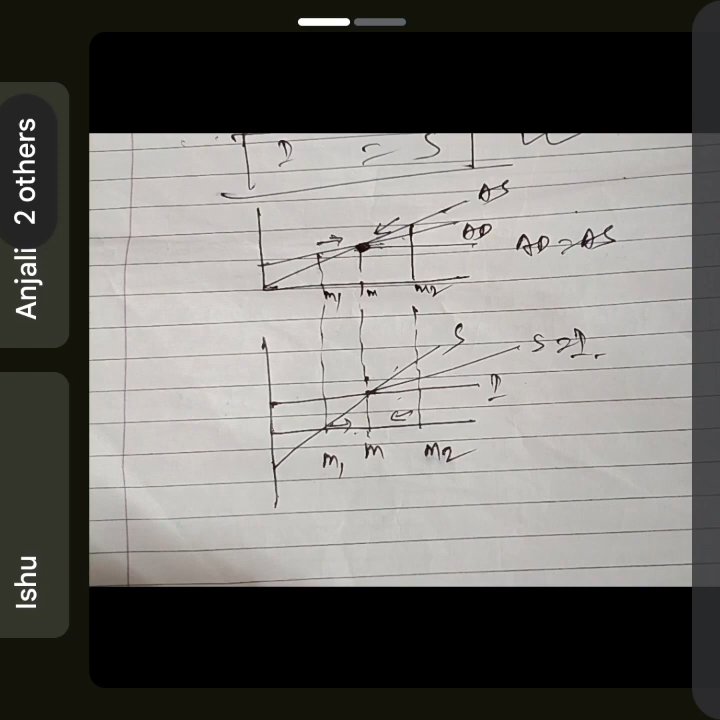 Anjali 2 others
Ishu
I = S
AS
AD
AD = AS
M1 M M2
S
S = I.
I
M1 M M2